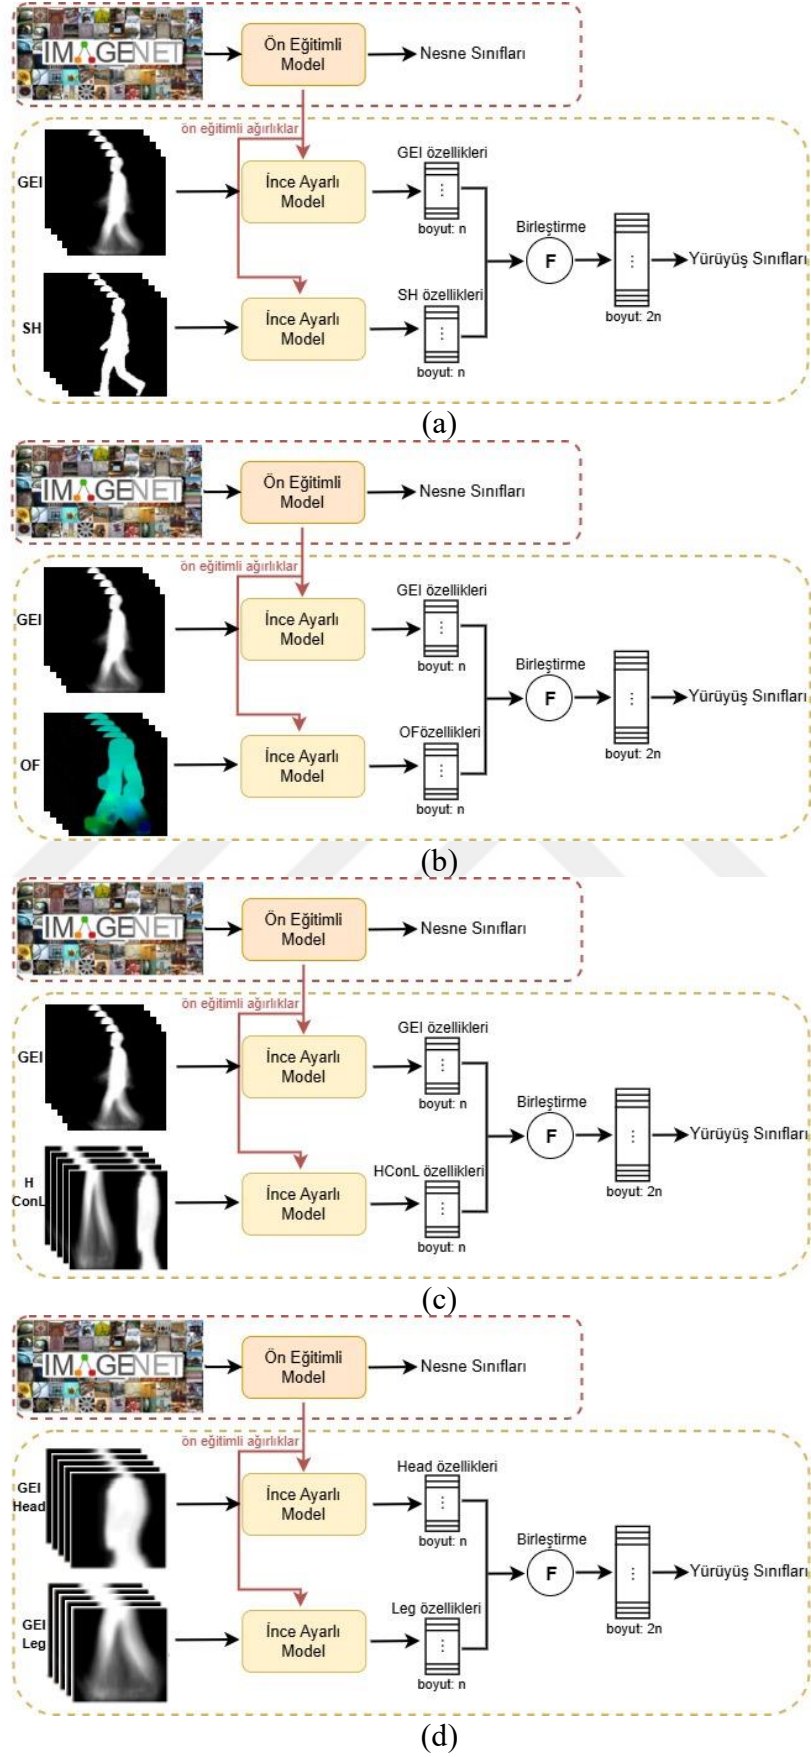 IMAGENET
Ön Eğitimli
Model
Nesne Sınıfları
ön eğitimli ağırlıklar
GEI
İnce Ayarlı
Model
GEI özellikleri
⋮
boyut: n
Birleştirme
F
⋮
boyut: 2n
Yürüyüş Sınıfları
SH
İnce Ayarlı
Model
SH özellikleri
⋮
boyut: n
(a)
IMAGENET
Ön Eğitimli
Model
Nesne Sınıfları
ön eğitimli ağırlıklar
GEI
İnce Ayarlı
Model
GEI özellikleri
⋮
boyut: n
Birleştirme
F
⋮
boyut: 2n
Yürüyüş Sınıfları
OF
İnce Ayarlı
Model
OFözellikleri
⋮
boyut: n
(b)
IMAGENET
Ön Eğitimli
Model
Nesne Sınıfları
ön eğitimli ağırlıklar
GEI
İnce Ayarlı
Model
GEI özellikleri
⋮
boyut: n
Birleştirme
F
⋮
boyut: 2n
Yürüyüş Sınıfları
H
ConL
İnce Ayarlı
Model
HConL özellikleri
⋮
boyut: n
(c)
IMAGENET
Ön Eğitimli
Model
Nesne Sınıfları
ön eğitimli ağırlıklar
GEI
Head
İnce Ayarlı
Model
Head özellikleri
⋮
boyut: n
Birleştirme
F
⋮
boyut: 2n
Yürüyüş Sınıfları
GEI
Leg
İnce Ayarlı
Model
Leg özellikleri
⋮
boyut: n
(d)